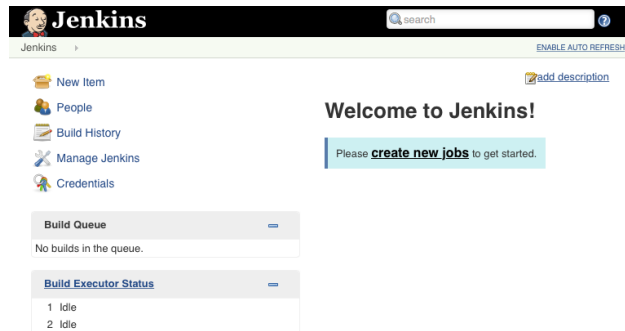 Jenkins
search
Jenkins
ENABLE AUTO REFRESH
New Item
People
Build History
Manage Jenkins
Credentials
add description
Welcome to Jenkins!
Please create new jobs to get started.
Build Queue
No builds in the queue.
Build Executor Status
1 Idle
2 Idle